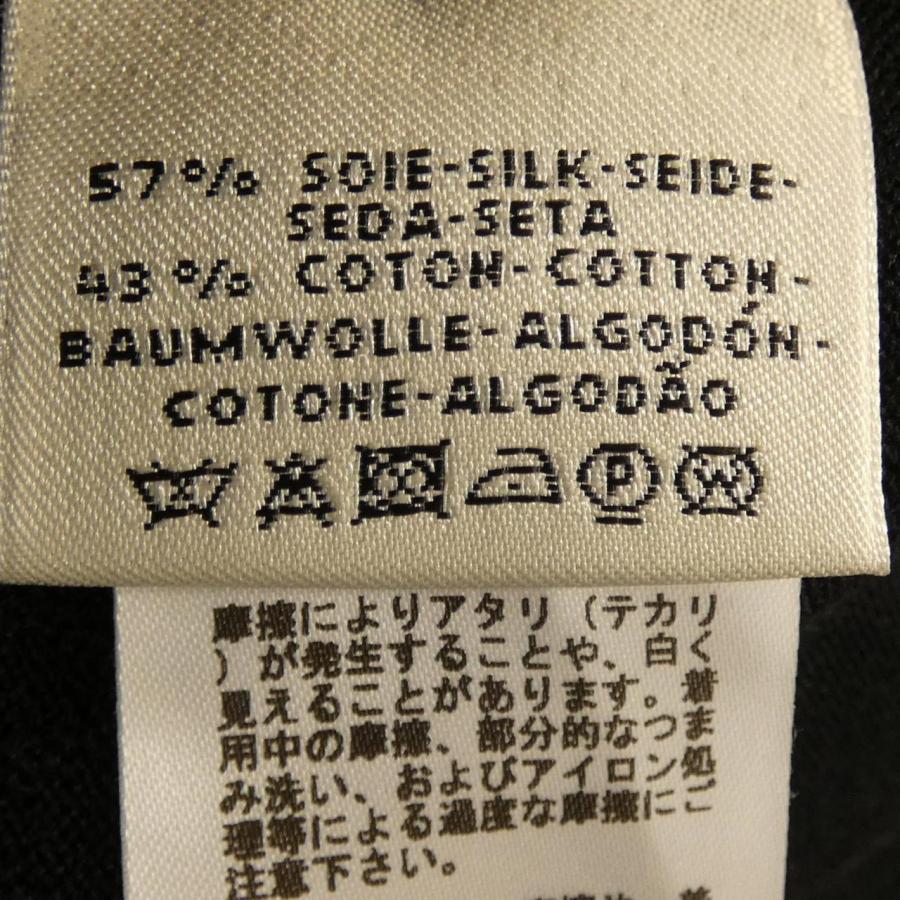 57% SOIE-SILK-SEIDE-
SEDA-SETA
43% COTON-COTTON-
BAUMWOLLE-ALGODÓN-
COTONE-ALGODÃO
P W
摩擦によりアタリ（テカリ
）が発生することや、白く
見えることがあります。着
用中の摩擦、部分的なつま
み洗い、およびアイロン処
理等による過度な摩擦にご
注意下さい。